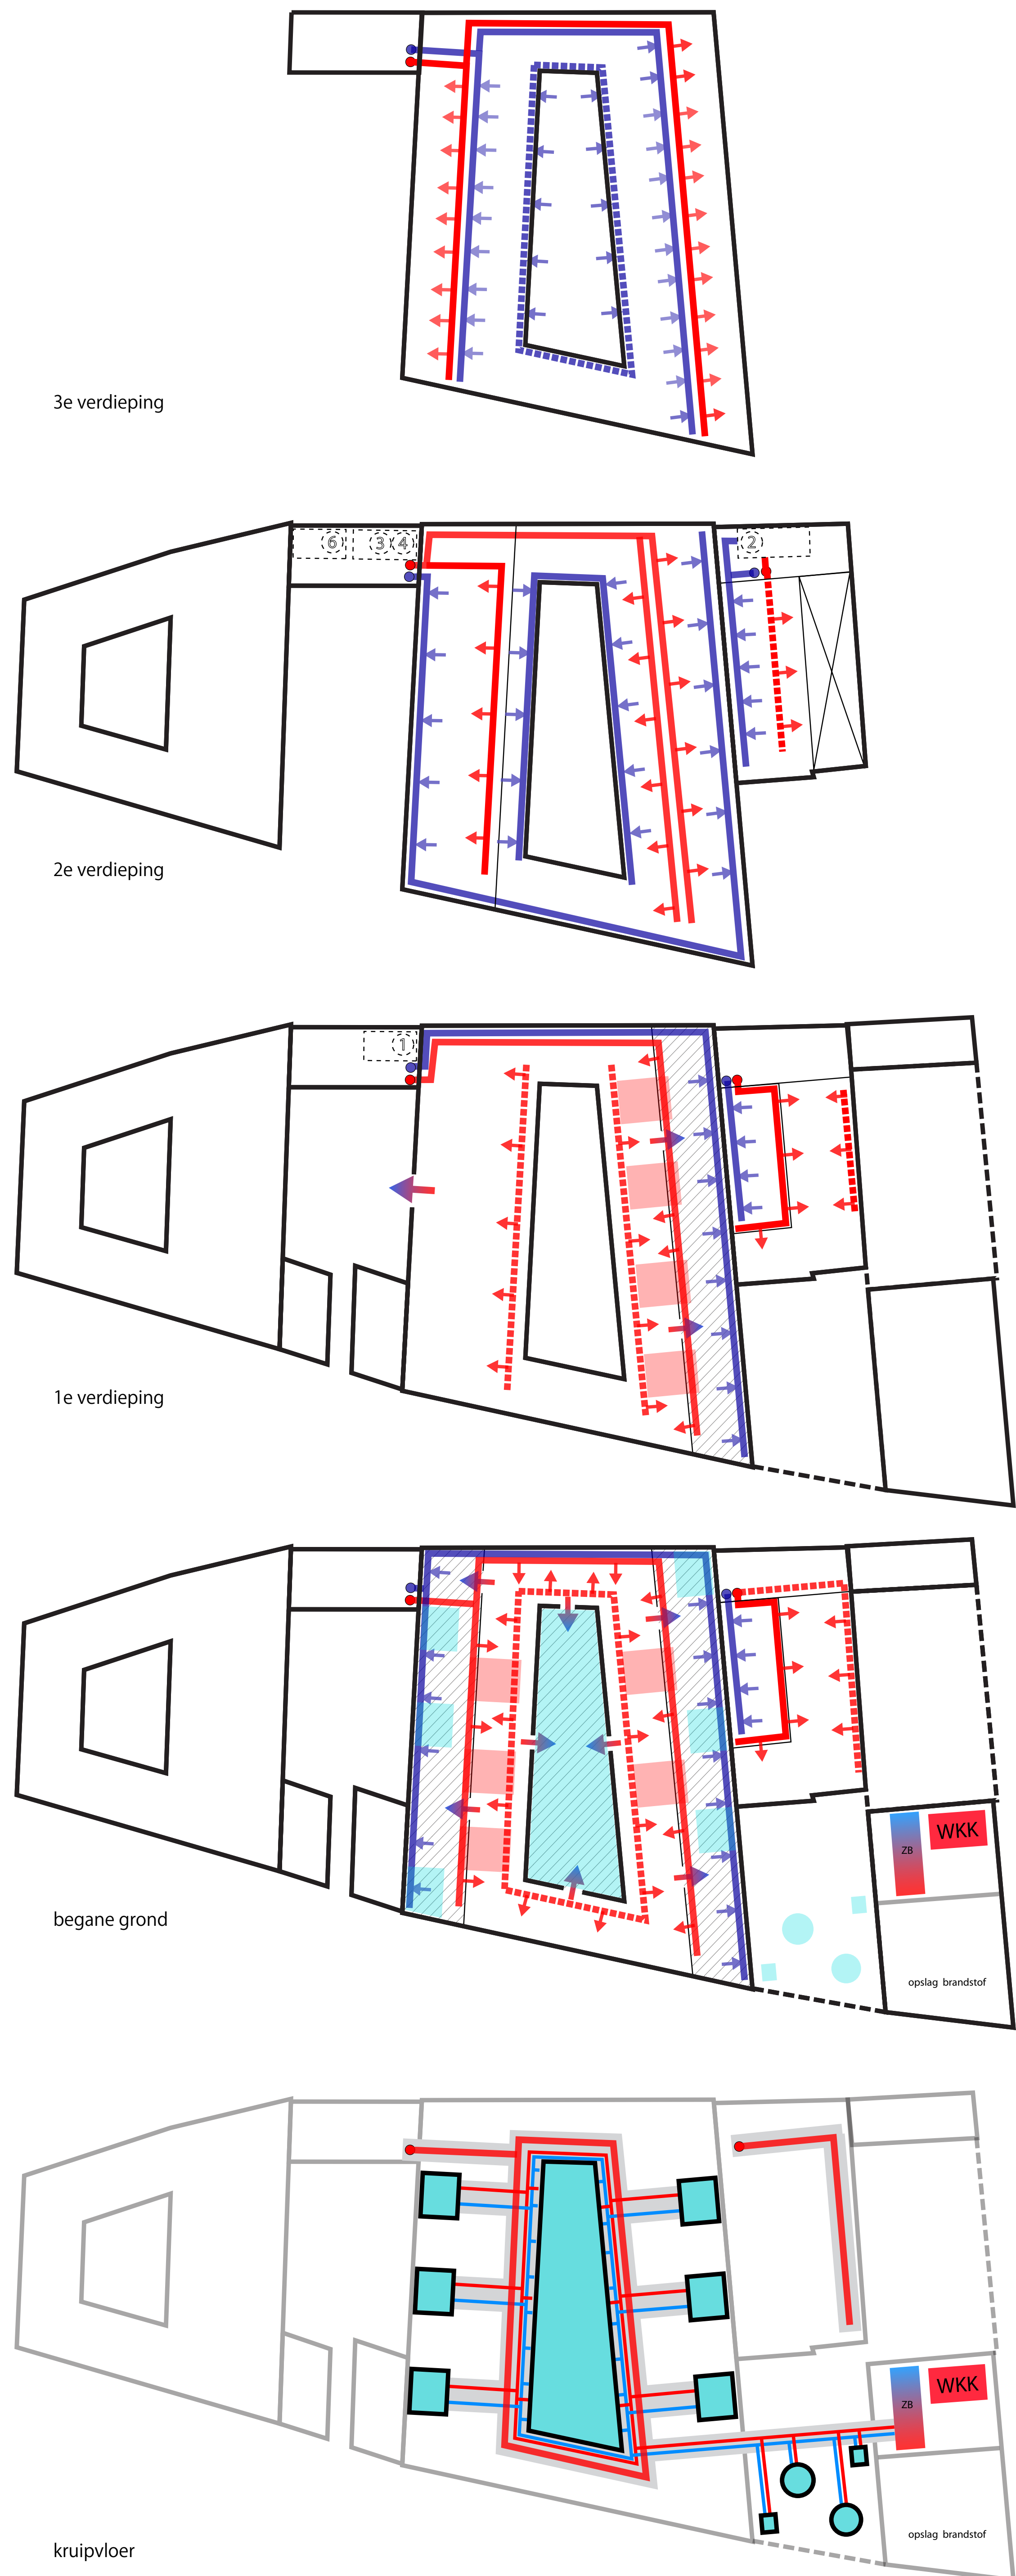 3e verdieping
6 3 4
2
2e verdieping
1
1e verdieping
WKK
ZB
begane grond
opslag brandstof
WKK
ZB
opslag brandstof
kruipvloer